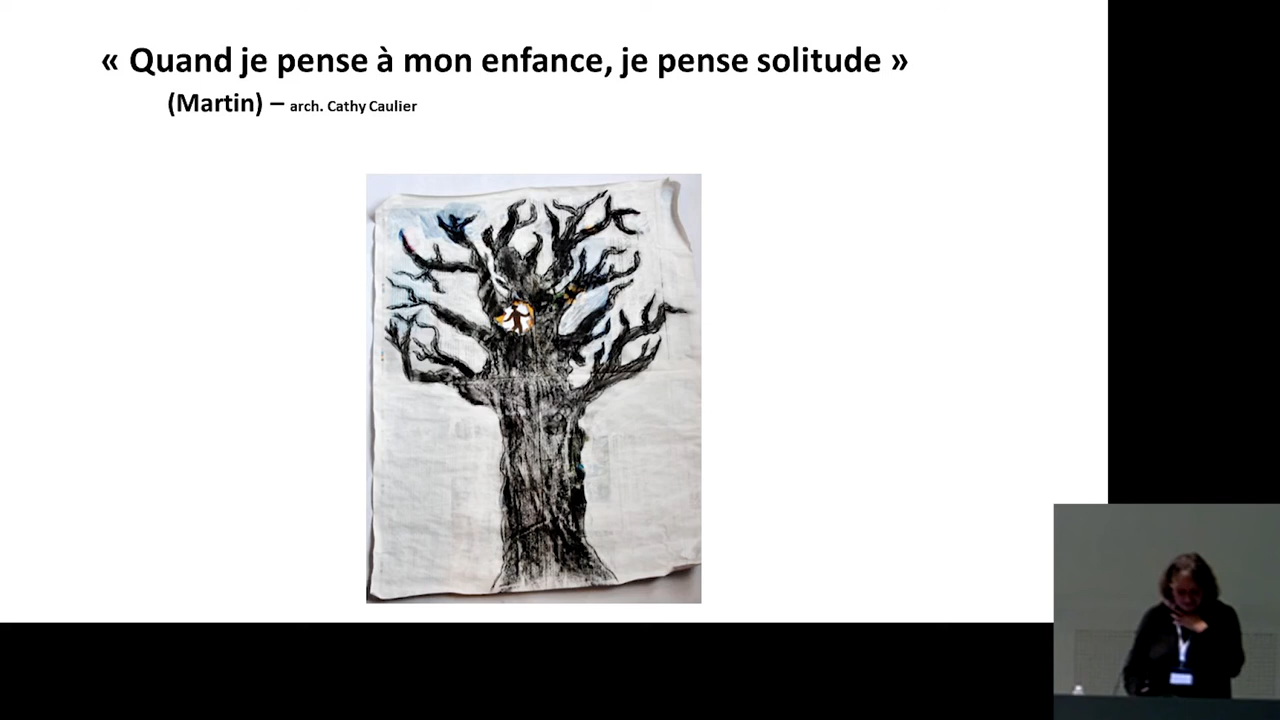 « Quand je pense à mon enfance, je pense solitude »
(Martin) – arch. Cathy Caulier